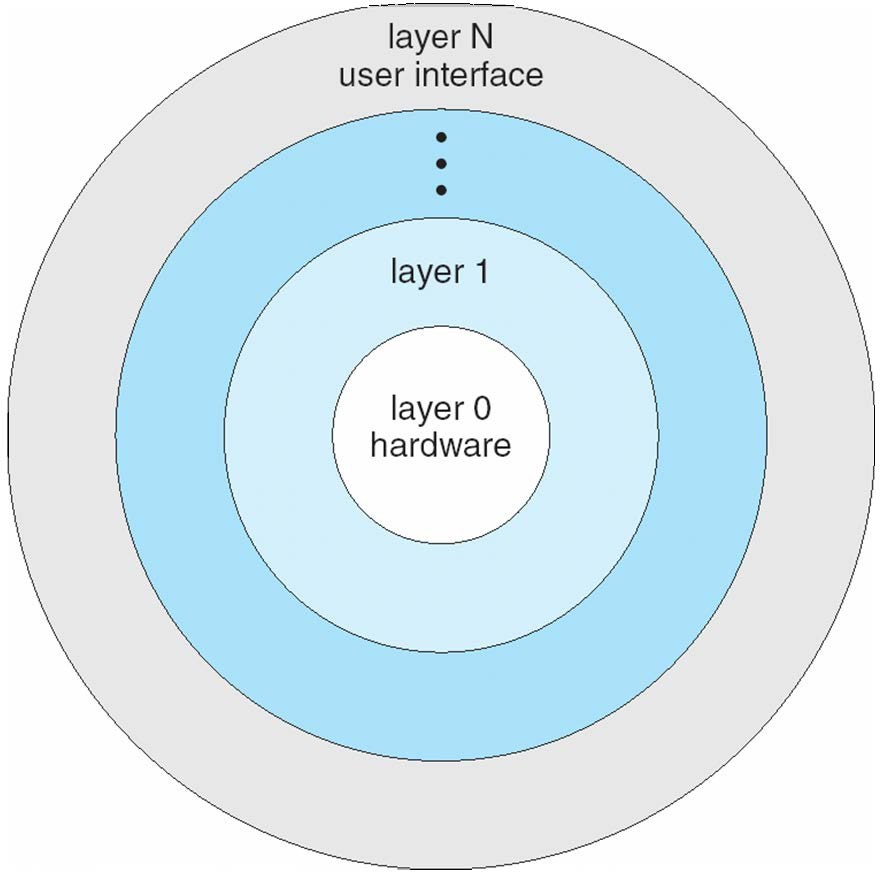 layer N
user interface
layer 1
layer 0
hardware